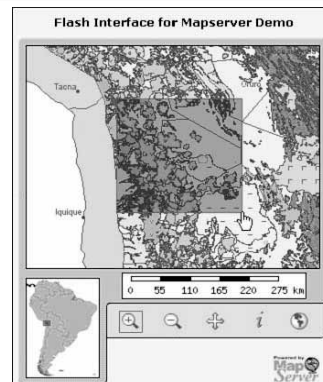 Flash Interface for Mapserver Demo
Tacna
Oruro
Iquique
0 55 110 165 220 275 km
i
Powered by
Map
Server